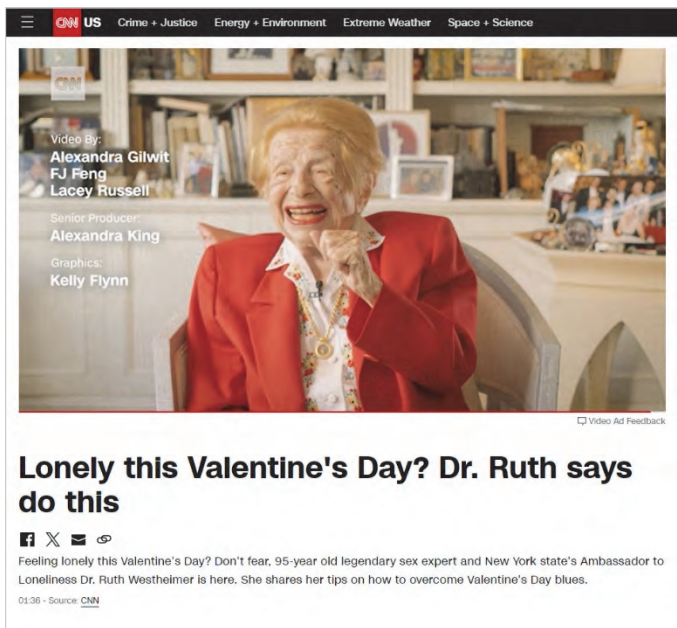 CNN US Crime + Justice Energy + Environment Extreme Weather Space + Science
CNN
Video By:
Alexandra Gilwit
FJ Feng
Lacey Russell
Senior Producer:
Alexandra King
Graphics:
Kelly Flynn
Video Ad Feedback
Lonely this Valentine's Day? Dr. Ruth says
do this
Feeling lonely this Valentine's Day? Don't fear, 95-year old legendary sex expert and New York state's Ambassador to
Loneliness Dr. Ruth Westheimer is here. She shares her tips on how to overcome Valentine's Day blues.
01:36 - Source: CNN